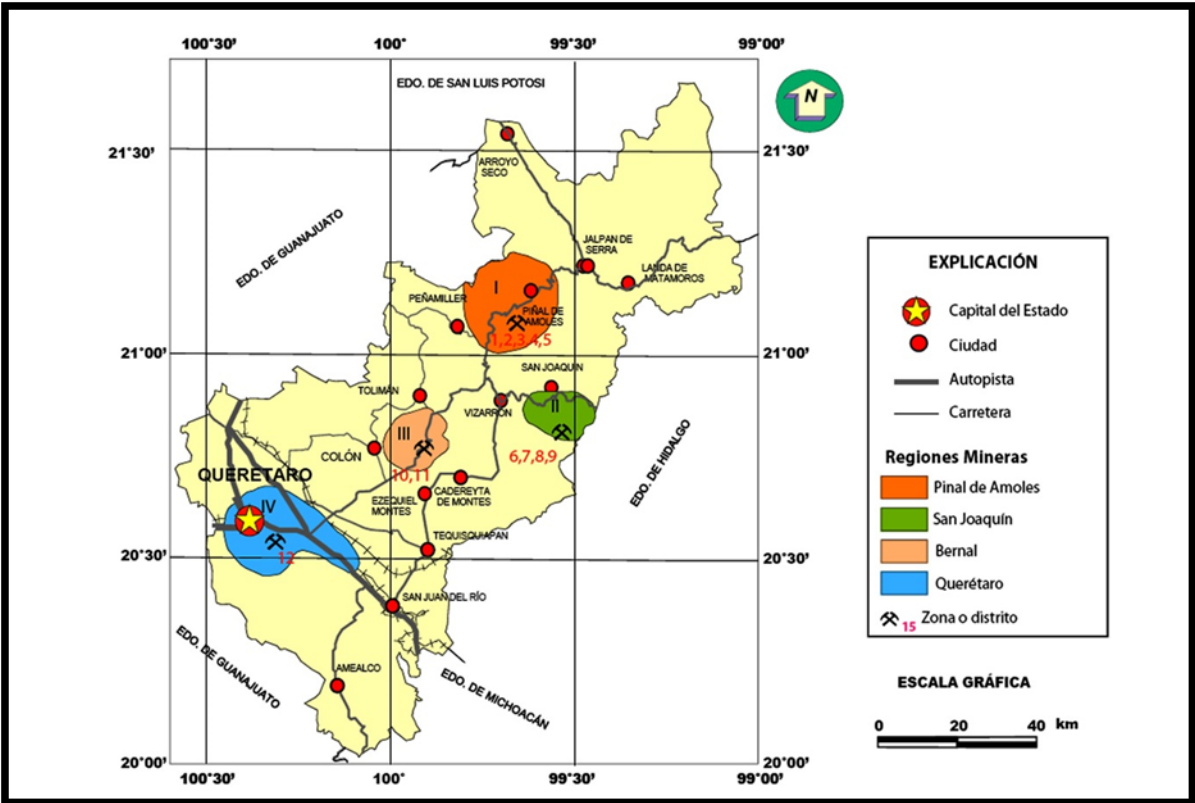 100°30'
100°
99°30'
99°00'
EDO. DE SAN LUIS POTOSI
N
21°30'
21°30'
ARROYO
SECO
EDO. DE GUANAJUATO
JALPAN DE
SERRA
LANDA DE
MATAMOROS
I
PEÑAMILLER
PIÑAL DE
AMOLES
1,2,3,4,5
21°00'
21°00'
SAN JOAQUIN
TOLIMÁN
VIZARRÓN
II
III
COLÓN
6,7,8,9
EDO. DE HIDALGO
QUERÉTARO
10,11
CADEREYTA
DE MONTES
EZEQUIEL
MONTES
IV
TEQUISQUIAPAN
12
20°30'
20°30'
SAN JUAN DEL RÍO
EDO. DE GUANAJUATO
AMEALCO
EDO. DE MICHOACÁN
20°00'
20°00'
100°30'
100°
99°30'
99°00'
EXPLICACIÓN
Capital del Estado
Ciudad
Autopista
Carretera
Regiones Mineras
Pinal de Amoles
San Joaquín
Bernal
Querétaro
15 Zona o distrito
ESCALA GRÁFICA
0 20 40 km